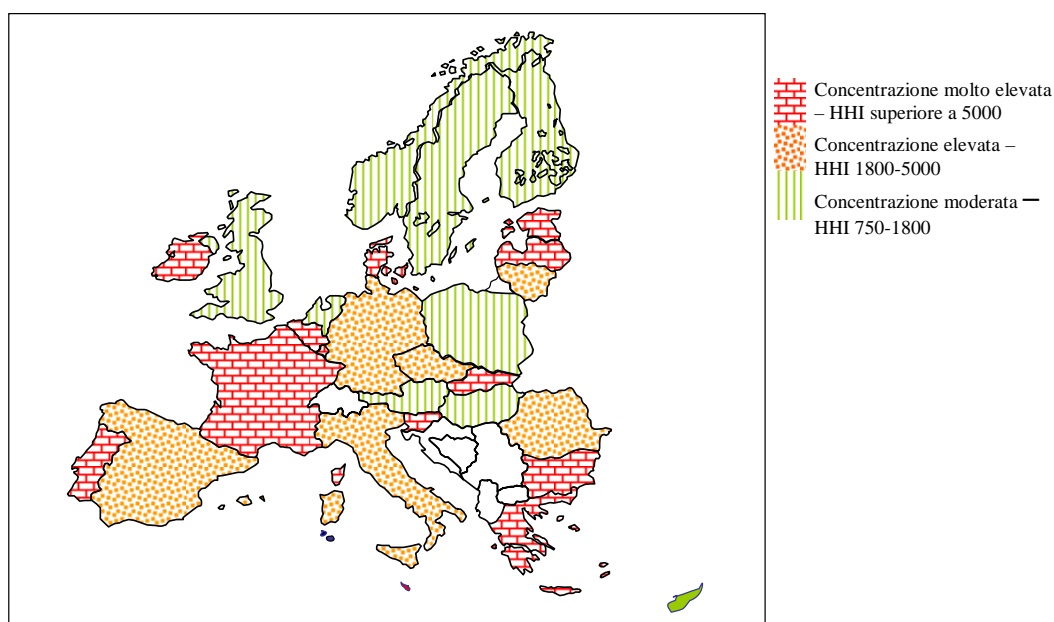 Concentrazione molto elevata
– HHI superiore a 5000
Concentrazione elevata –
HHI 1800-5000
Concentrazione moderata –
HHI 750-1800